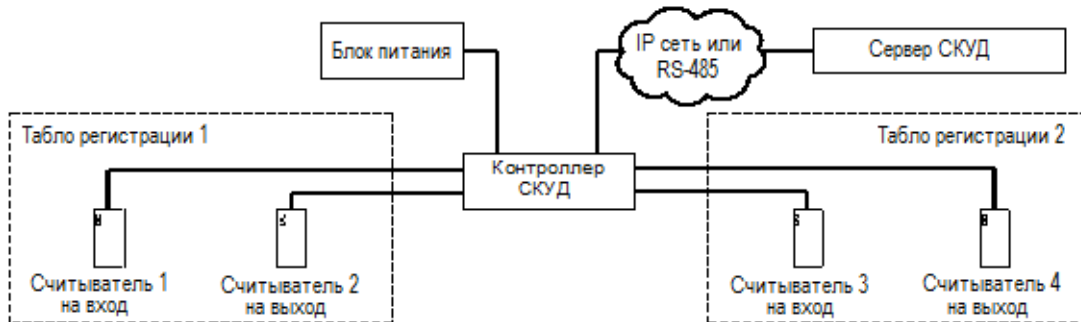 Блок питания
IP сеть или
RS-485
Сервер СКУД
Табло регистрации 1
Табло регистрации 2
Контроллер
СКУД
Считыватель 1
на вход
Считыватель 2
на выход
Считыватель 3
на вход
Считыватель 4
на выход